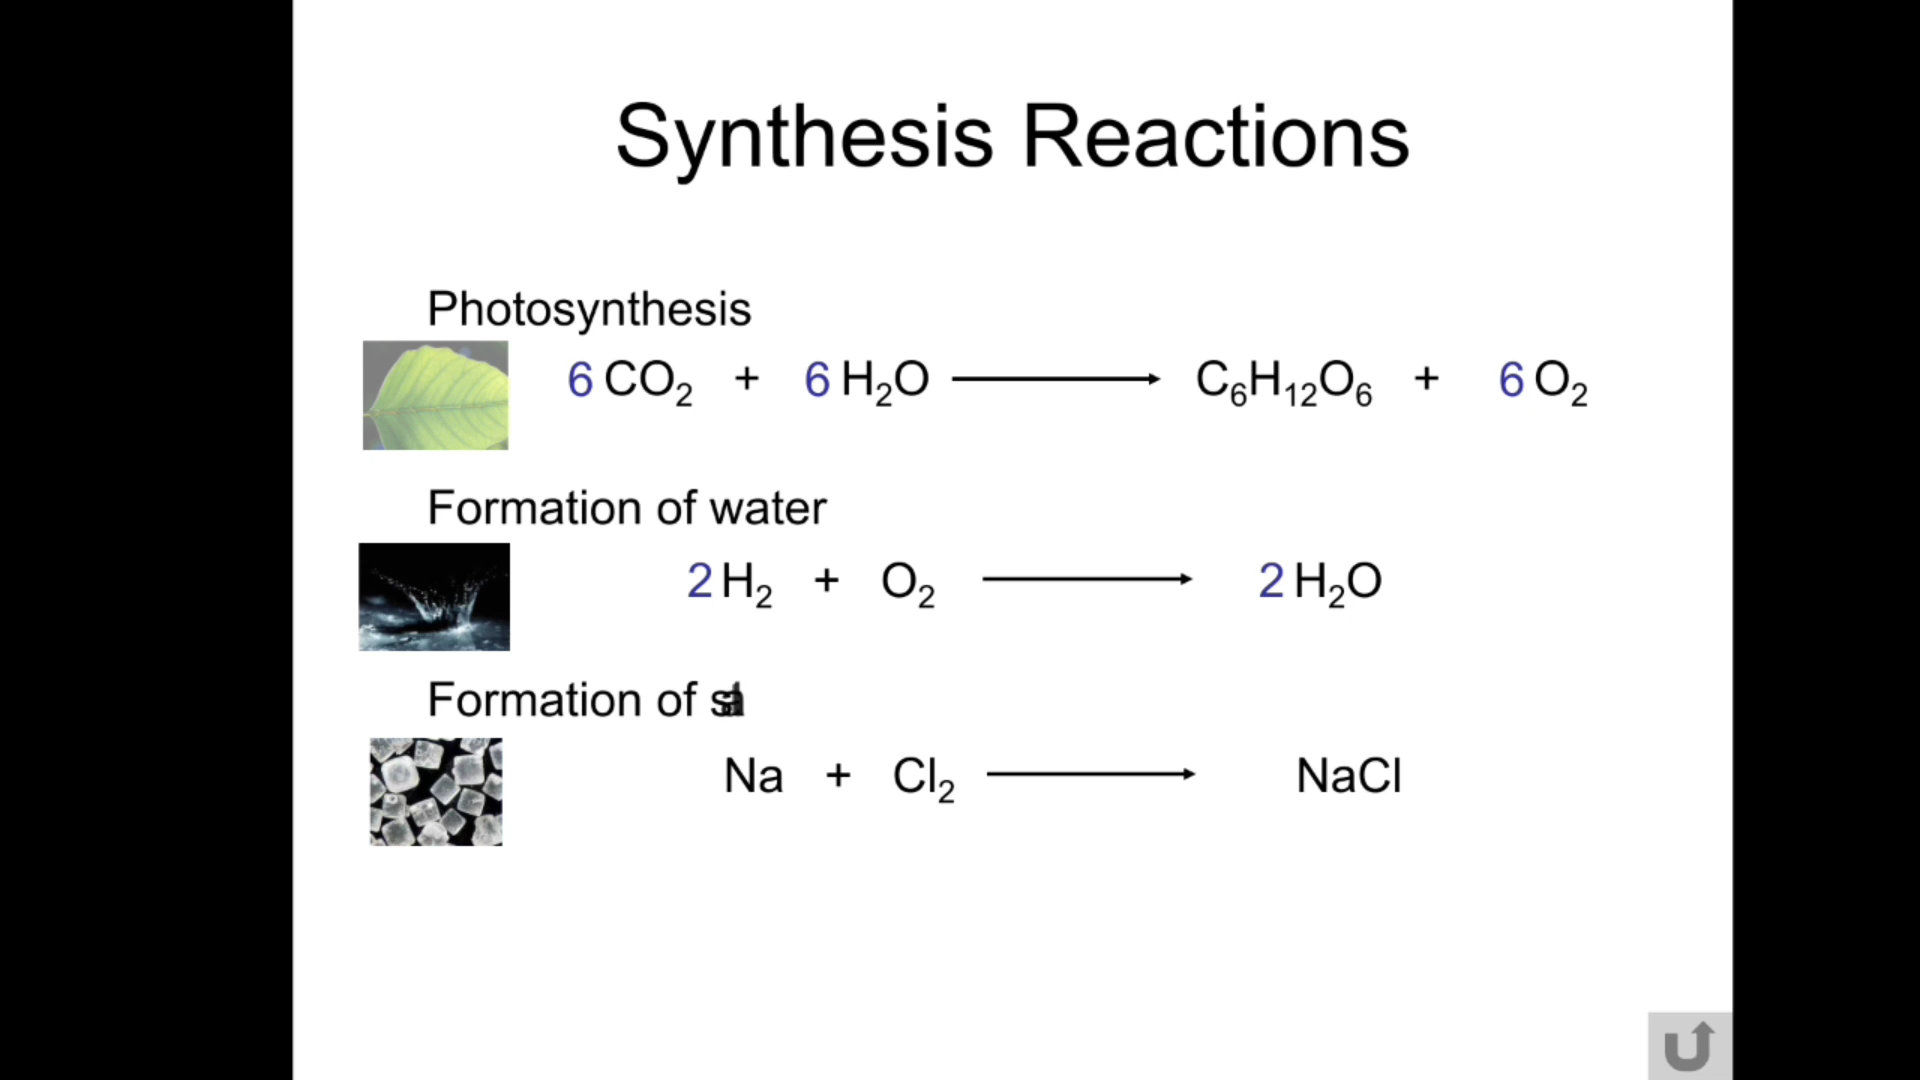 Synthesis Reactions
Photosynthesis
6 CO₂ + 6 H₂O ⟶ C₆H₁₂O₆ + 6 O₂
Formation of water
2 H₂ + O₂ ⟶ 2 H₂O
Formation of
Na + Cl₂ ⟶ NaCl